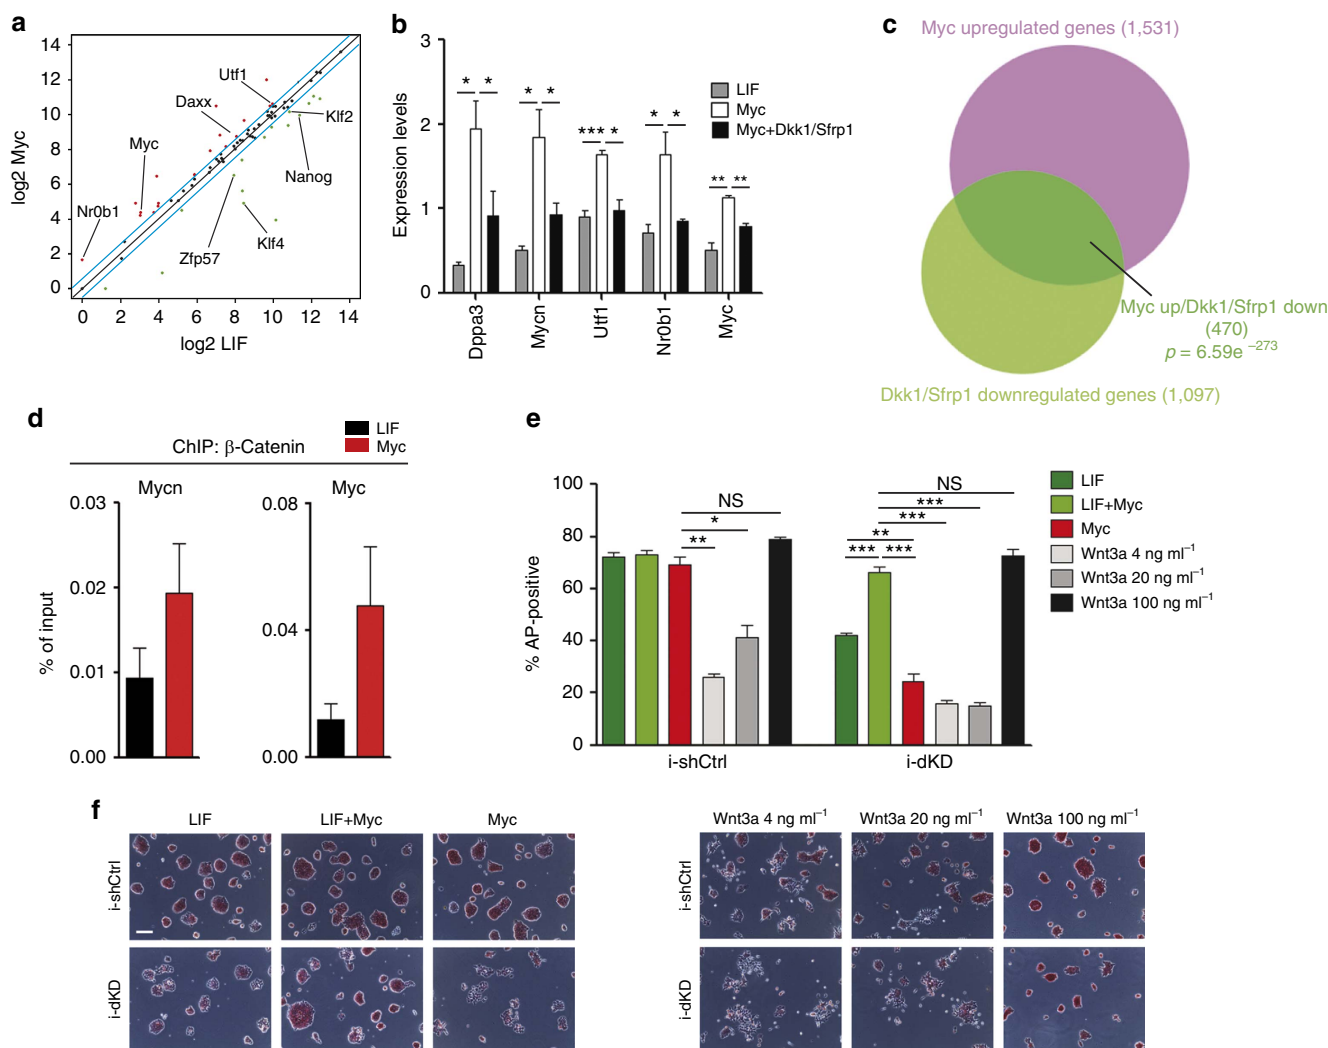 a
log2 Myc
14
12
10
8
6
4
2
0
0 2 4 6 8 10 12 14
log2 LIF
Utf1
Daxx
Myc
Nr0b1
Klf2
Nanog
Klf4
Zfp57
b
Expression levels
3
2
1
0
* *
* *
*** *
* *
** **
LIF
Myc
Myc+Dkk1/Sfrp1
Dppa3
Mycn
Utf1
Nr0b1
Myc
c
Myc upregulated genes (1,531)
Myc up/Dkk1/Sfrp1 down
(470)
p = 6.59e –273
Dkk1/Sfrp1 downregulated genes (1,097)
d
LIF
Myc
ChIP: β-Catenin
Mycn
% of input
0.03
0.02
0.01
0.00
Myc
0.08
0.04
0.00
e
% AP-positive
100
80
60
40
20
0
NS
*
**
NS
***
***
**
*** ***
i-shCtrl
i-dKD
LIF
LIF+Myc
Myc
Wnt3a 4 ng ml–1
Wnt3a 20 ng ml–1
Wnt3a 100 ng ml–1
f
LIF
LIF+Myc
Myc
i-shCtrl
i-dKD
Wnt3a 4 ng ml–1
Wnt3a 20 ng ml–1
Wnt3a 100 ng ml–1
i-shCtrl
i-dKD